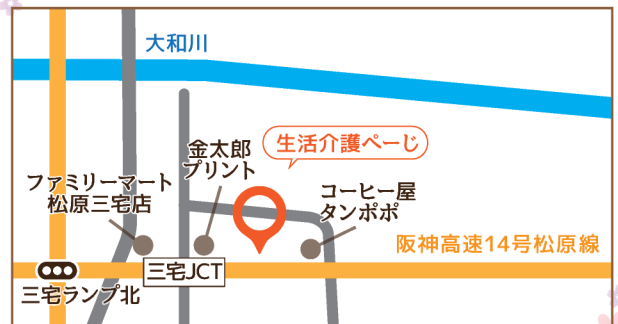 大和川
生活介護ぺーじ
金太郎
プリント
ファミリーマート
松原三宅店
コーヒー屋
タンポポ
阪神高速14号松原線
三宅JCT
三宅ランプ北